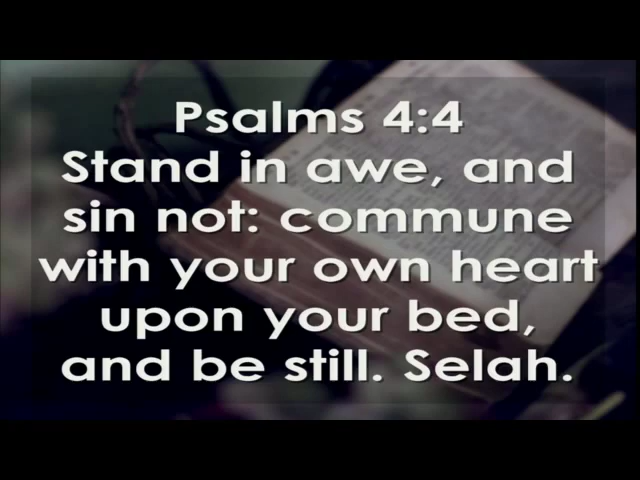 Psalms 4:4
Stand in awe, and
sin not: commune
with your own heart
upon your bed,
and be still. Selah.